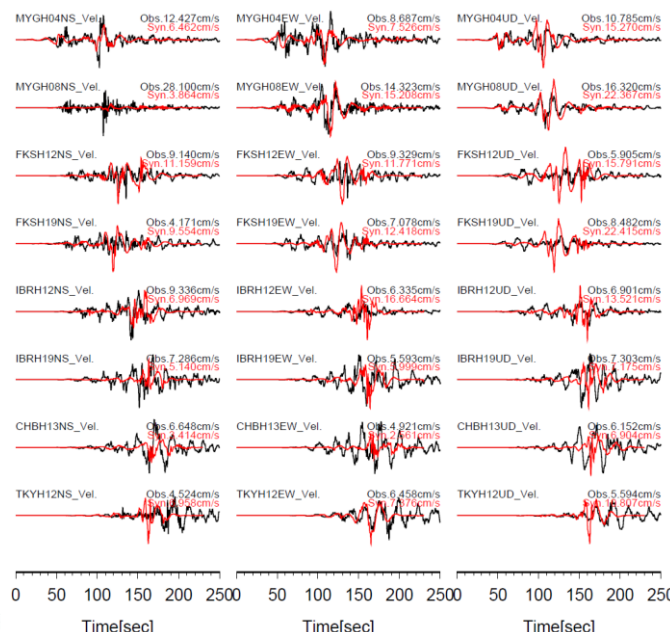 MYGH04NS_Vel. Obs.12.427cm/s MYGH04EW_Vel. Obs.8.687cm/s MYGH04UD_Vel. Obs.10.785cm/s
Syn.6.462cm/s Syn.7.526cm/s Syn.15.270cm/s
MYGH08NS_Vel. Obs.28.100cm/s MYGH08EW_Vel. Obs.14.323cm/s MYGH08UD_Vel. Obs.16.320cm/s
Syn.3.864cm/s Syn.15.208cm/s Syn.22.367cm/s
FKSH12NS_Vel. Obs.9.140cm/s FKSH12EW_Vel. Obs.9.329cm/s FKSH12UD_Vel. Obs.5.905cm/s
Syn.11.159cm/s Syn.11.771cm/s Syn.15.791cm/s
FKSH19NS_Vel. Obs.4.171cm/s FKSH19EW_Vel. Obs.7.078cm/s FKSH19UD_Vel. Obs.8.482cm/s
Syn.9.554cm/s Syn.12.418cm/s Syn.22.415cm/s
IBRH12NS_Vel. Obs.9.336cm/s IBRH12EW_Vel. Obs.6.335cm/s IBRH12UD_Vel. Obs.6.901cm/s
Syn.6.969cm/s Syn.16.664cm/s Syn.13.521cm/s
IBRH19NS_Vel. Obs.7.286cm/s IBRH19EW_Vel. Obs.5.593cm/s IBRH19UD_Vel. Obs.7.303cm/s
Syn.5.140cm/s
CHBH13NS_Vel. Obs.6.648cm/s CHBH13EW_Vel. Obs.4.921cm/s CHBH13UD_Vel. Obs.6.152cm/s
TKYH12NS_Vel. Obs.4.524cm/s TKYH12EW_Vel. Obs.6.458cm/s TKYH12UD_Vel. Obs.5.594cm/s
0 50 100 150 200 250 0 50 100 150 200 250 0 50 100 150 200 250
Time[sec] Time[sec] Time[sec]